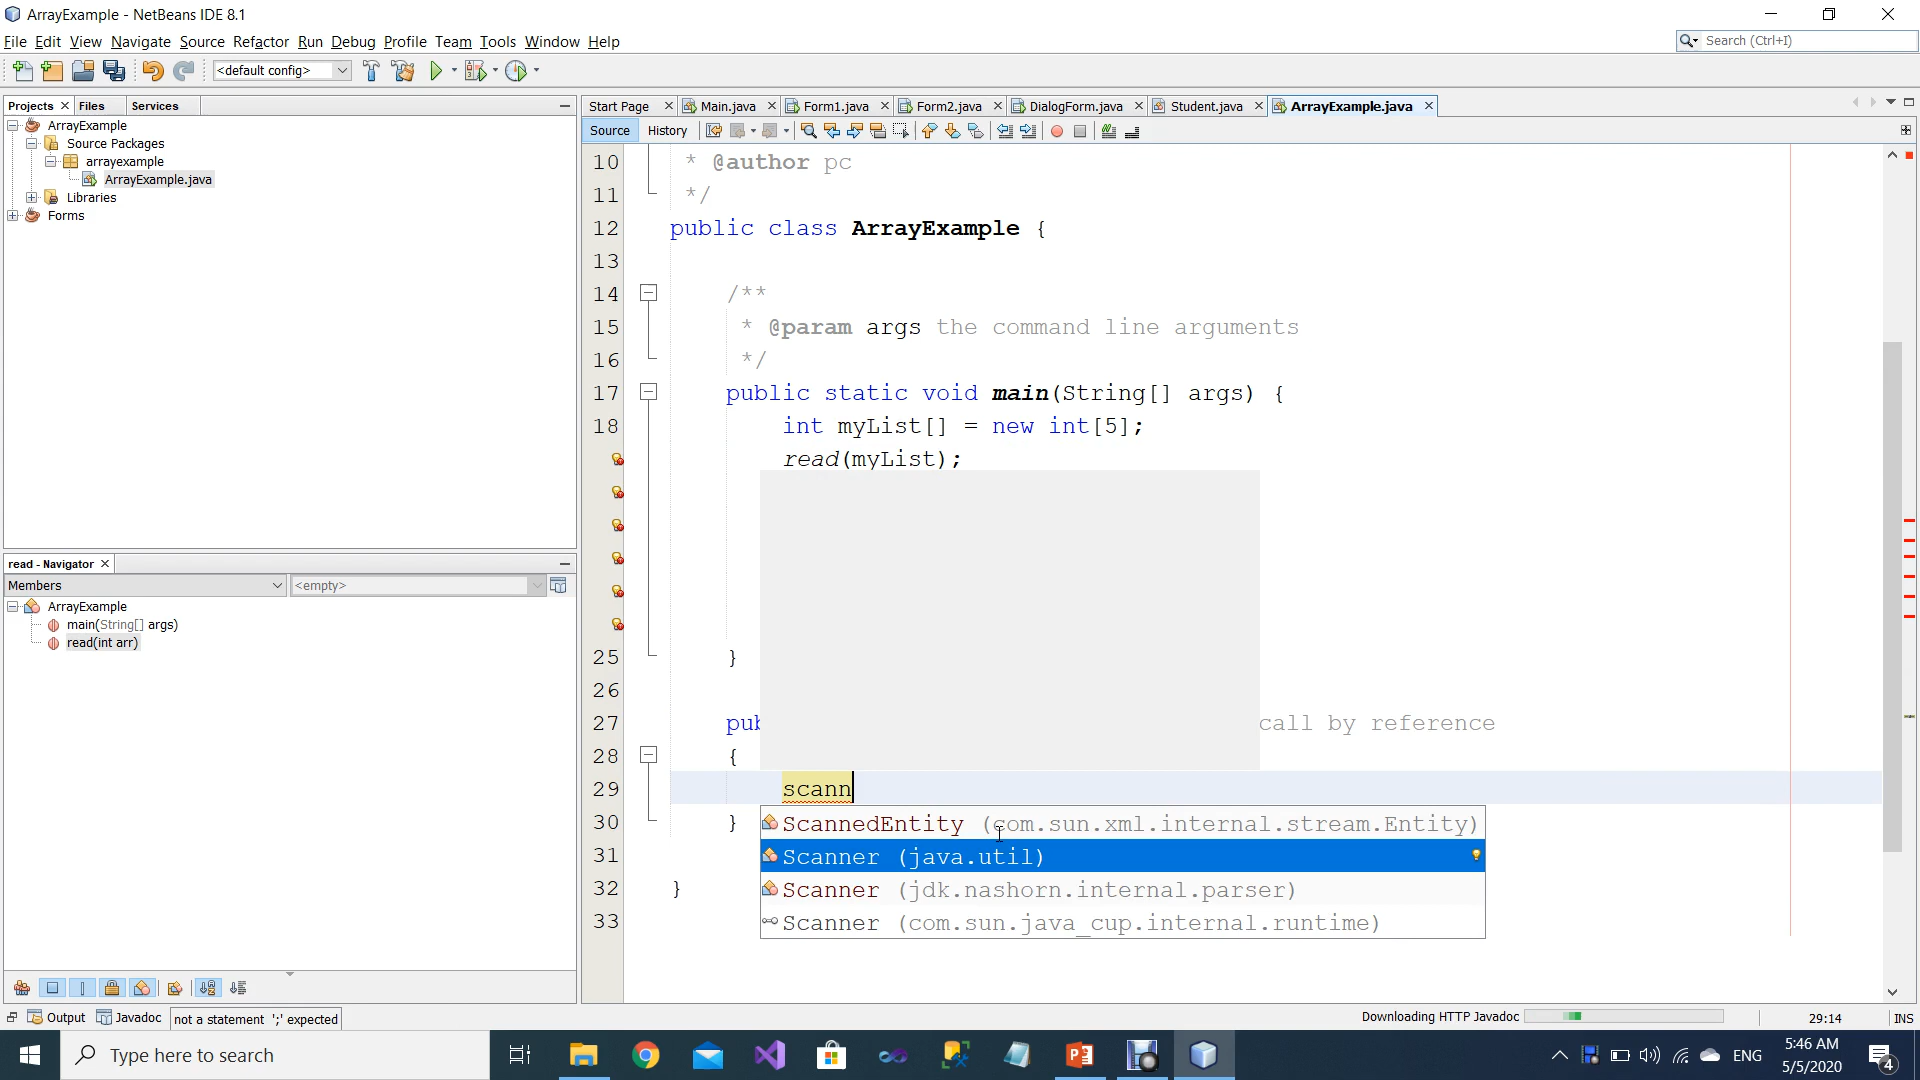 ArrayExample - NetBeans IDE 8.1
File Edit View Navigate Source Refactor Run Debug Profile Team Tools Window Help
Search (Ctrl+I)
<default config>
Projects Files Services
Start Page Main.java Form1.java Form2.java DialogForm.java Student.java ArrayExample.java
Source History
ArrayExample
Source Packages
arrayexample
ArrayExample.java
Libraries
Forms
10 * @author pc
11 */
12 public class ArrayExample {
13
14 /**
15 * @param args the command line arguments
16 */
17 public static void main(String[] args) {
18 int myList[] = new int[5];
read(myList);
25 }
26
27 pub call by reference
28 {
29 scann
30 }
31
32 }
33
ScannedEntity (com.sun.xml.internal.stream.Entity)
Scanner (java.util)
Scanner (jdk.nashorn.internal.parser)
Scanner (com.sun.java_cup.internal.runtime)
read - Navigator
Members <empty>
ArrayExample
main(String[] args)
read(int arr)
Output Javadoc not a statement ';' expected
Downloading HTTP Javadoc 29:14 INS
Type here to search
ENG
5:46 AM
5/5/2020
4